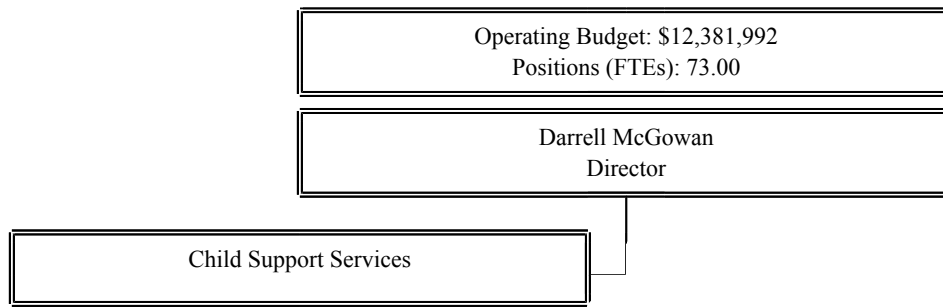 Operating Budget: $12,381,992
Positions (FTEs): 73.00
Darrell McGowan
Director
Child Support Services